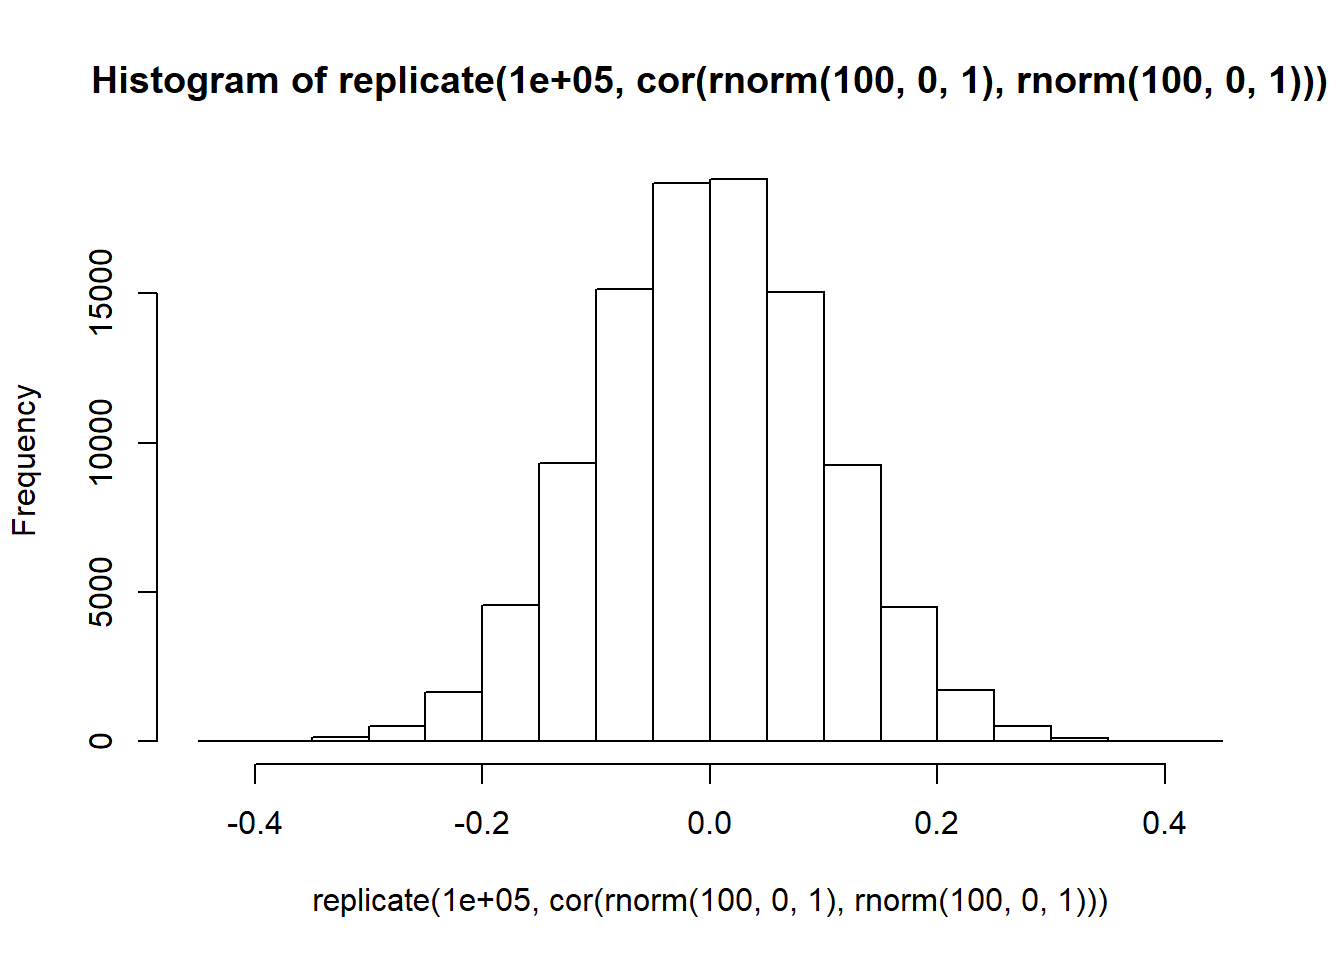 Histogram of replicate(1e+05, cor(rnorm(100, 0, 1), rnorm(100, 0, 1)))
Frequency
15000
10000
5000
0
-0.4 -0.2 0.0 0.2 0.4
replicate(1e+05, cor(rnorm(100, 0, 1), rnorm(100, 0, 1)))